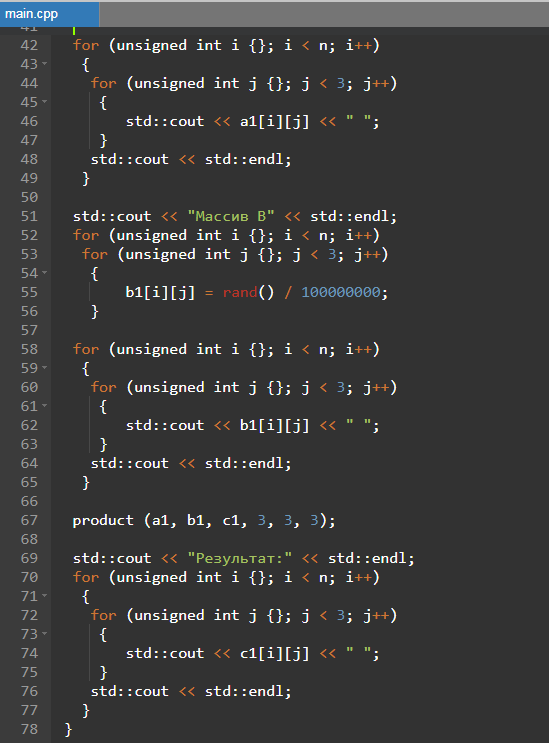 main.cpp
41
42 for (unsigned int i {}; i < n; i++)
43 {
44 for (unsigned int j {}; j < 3; j++)
45 {
46 std::cout << a1[i][j] << " ";
47 }
48 std::cout << std::endl;
49 }
50
51 std::cout << "Массив B" << std::endl;
52 for (unsigned int i {}; i < n; i++)
53 for (unsigned int j {}; j < 3; j++)
54 {
55 b1[i][j] = rand() / 100000000;
56 }
57
58 for (unsigned int i {}; i < n; i++)
59 {
60 for (unsigned int j {}; j < 3; j++)
61 {
62 std::cout << b1[i][j] << " ";
63 }
64 std::cout << std::endl;
65 }
66
67 product (a1, b1, c1, 3, 3, 3);
68
69 std::cout << "Результат:" << std::endl;
70 for (unsigned int i {}; i < n; i++)
71 {
72 for (unsigned int j {}; j < 3; j++)
73 {
74 std::cout << c1[i][j] << " ";
75 }
76 std::cout << std::endl;
77 }
78 }